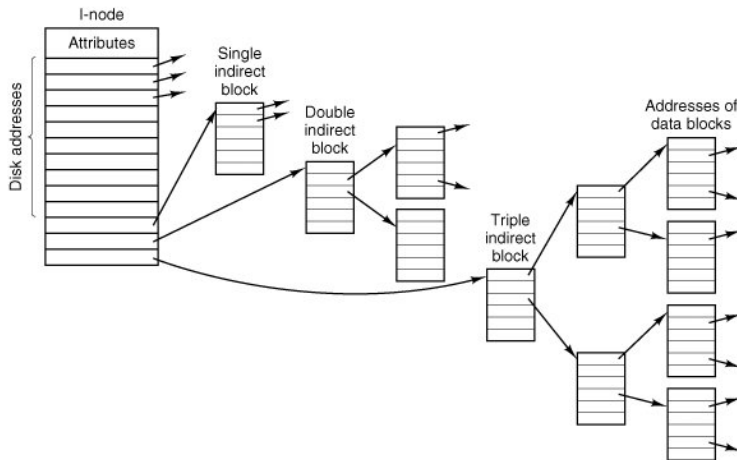 I-node
Attributes
Disk addresses
Single
indirect
block
Double
indirect
block
Triple
indirect
block
Addresses of
data blocks